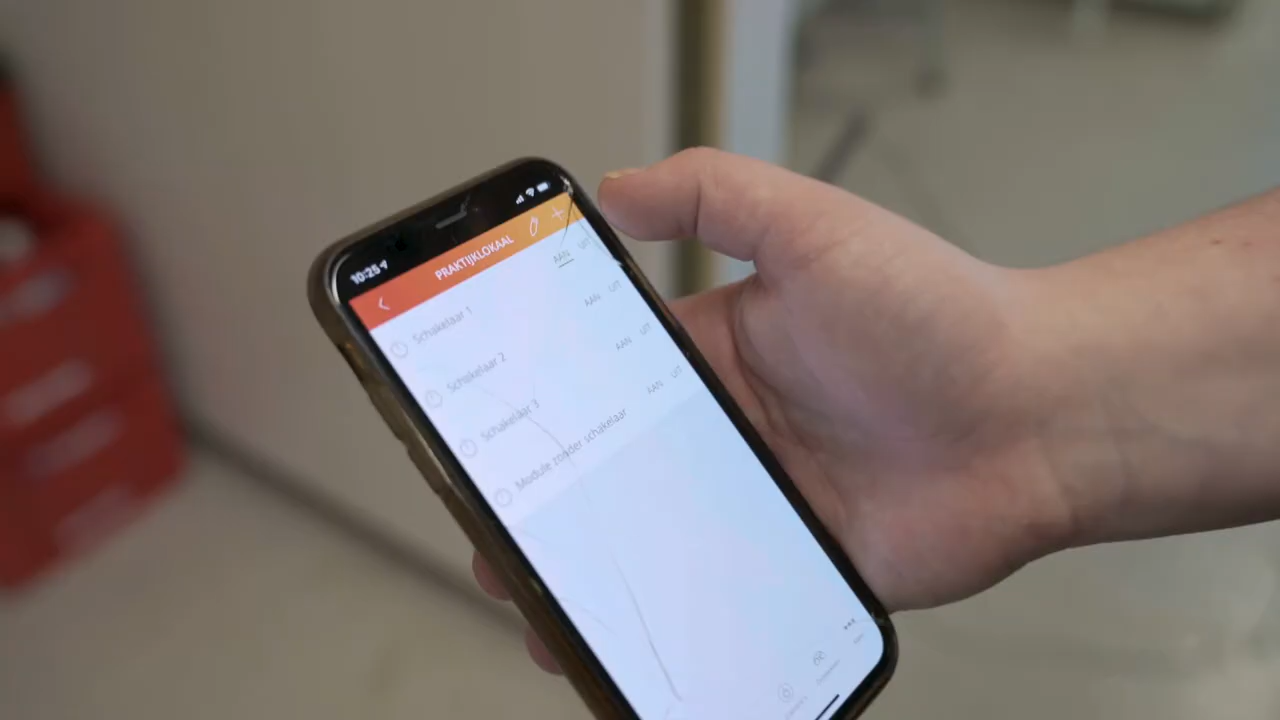 10:25
PRAKTIJKLOKAAL
Schakelaar 1 AAN UIT
Schakelaar 2 AAN UIT
Schakelaar 3 AAN UIT
Module zonder schakelaar AAN UIT